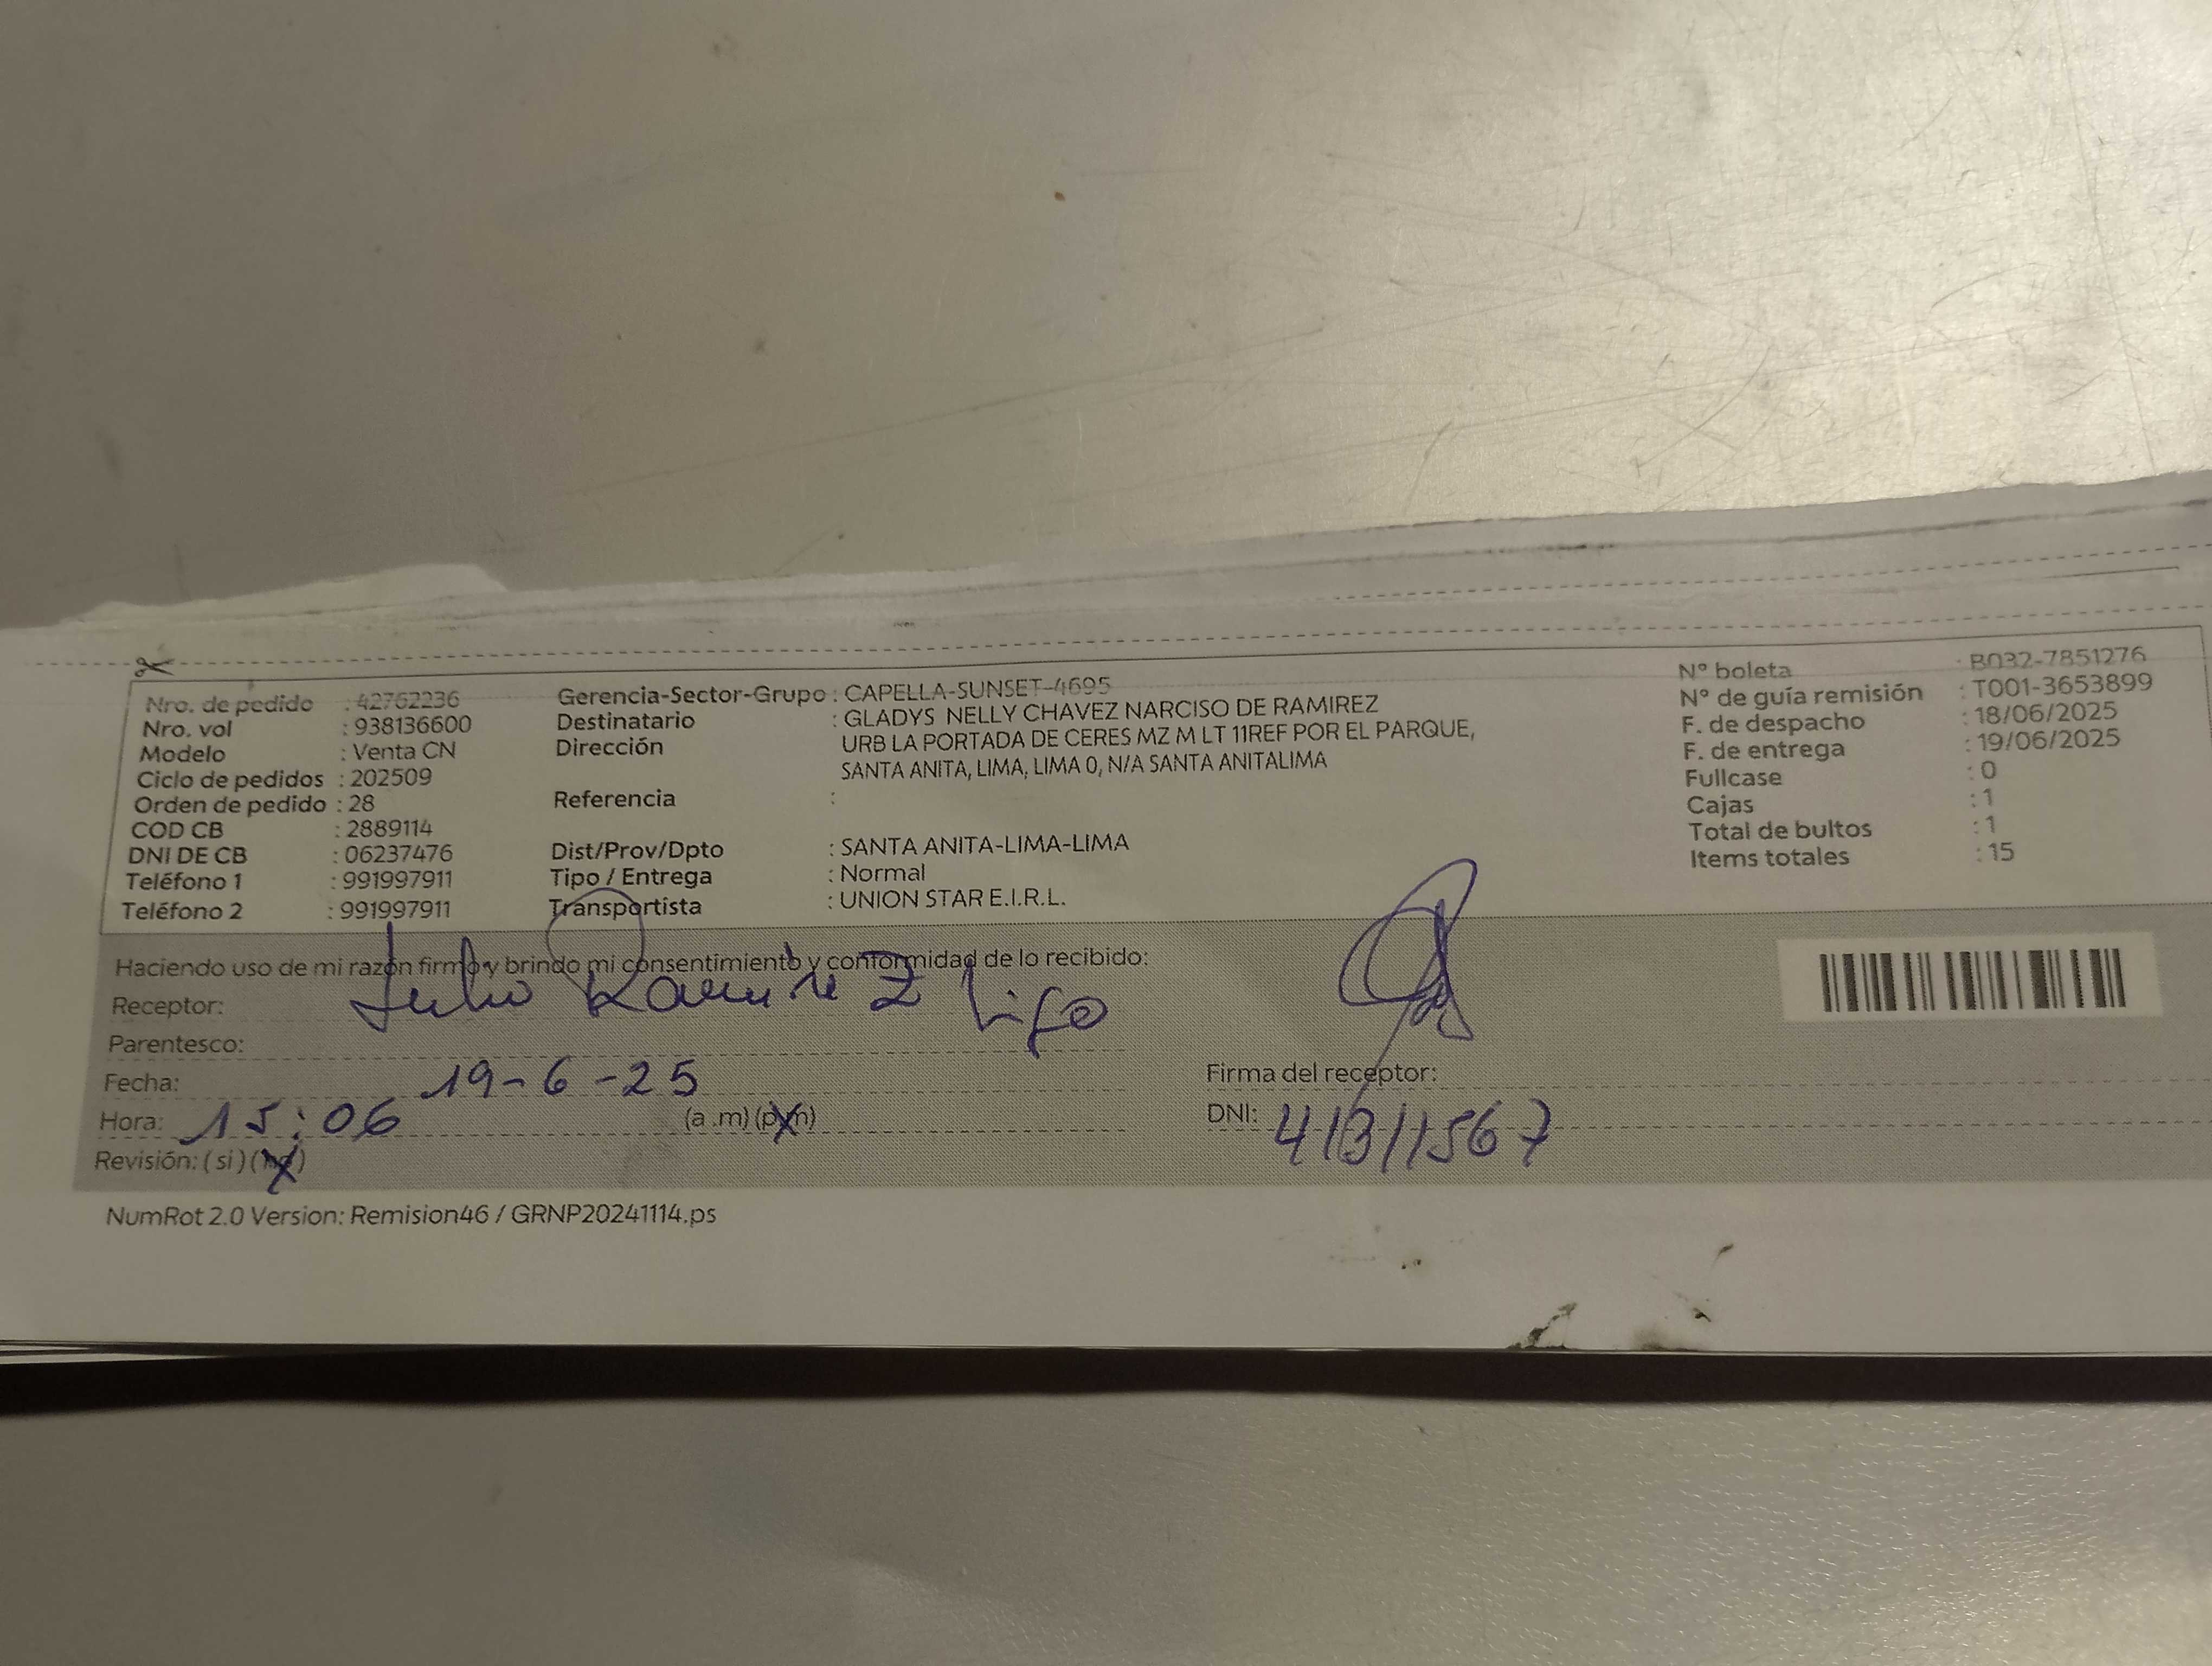 Nro. de pedido : 42762236
Nro. vol : 938136600
Modelo : Venta CN
Ciclo de pedidos : 202509
Orden de pedido : 28
COD CB : 2889114
DNI DE CB : 06237476
Teléfono 1 : 991997911
Teléfono 2 : 991997911
Gerencia-Sector-Grupo : CAPELLA-SUNSET-4695
Destinatario : GLADYS NELLY CHAVEZ NARCISO DE RAMIREZ
Dirección URB LA PORTADA DE CERES MZ M LT 11REF POR EL PARQUE,
SANTA ANITA, LIMA, LIMA 0, N/A SANTA ANITALIMA
Referencia :
Dist/Prov/Dpto : SANTA ANITA-LIMA-LIMA
Tipo / Entrega : Normal
Transportista : UNION STAR E.I.R.L.
N° boleta : B032-7851276
N° de guía remisión : T001-3653899
F. de despacho : 18/06/2025
F. de entrega : 19/06/2025
Fullcase : 0
Cajas : 1
Total de bultos : 1
Items totales : 15
Haciendo uso de mi razón firmo y brindo mi consentimiento y conformidad de lo recibido:
Receptor: Julio Ramirez
Parentesco:
Fecha: 19-6-25
Hora: 15:06 (a .m) (p.m)
Revisión: ( si ) (no)
Firma del receptor:
DNI: 41311567
NumRot 2.0 Version: Remision46 / GRNP20241114.ps